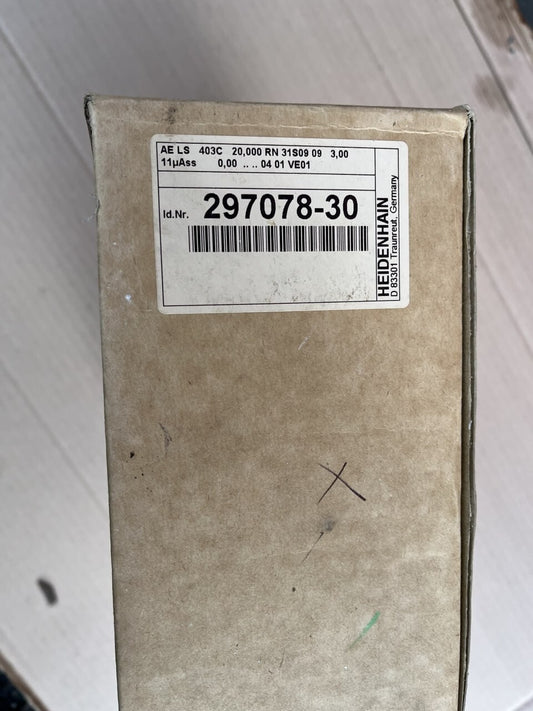 AE LS 403C 20,000 RN 31S09 09 3,00
11µAss 0,00 .. .. 04 01 VE01
Id.Nr. 297078-30
HEIDENHAIN
D 83301 Traunreut, Germany